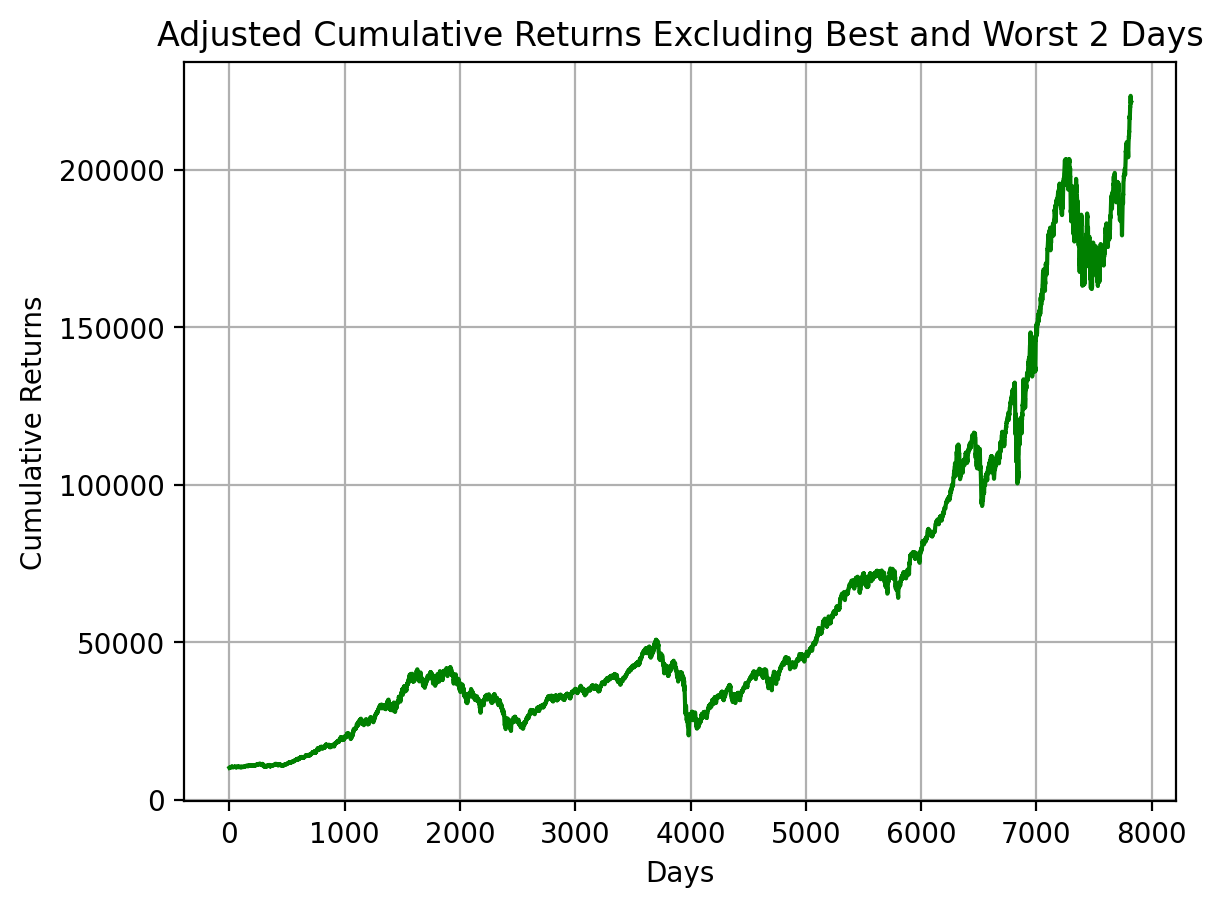 Adjusted Cumulative Returns Excluding Best and Worst 2 Days
200000
150000
100000
50000
0
Cumulative Returns
0 1000 2000 3000 4000 5000 6000 7000 8000
Days